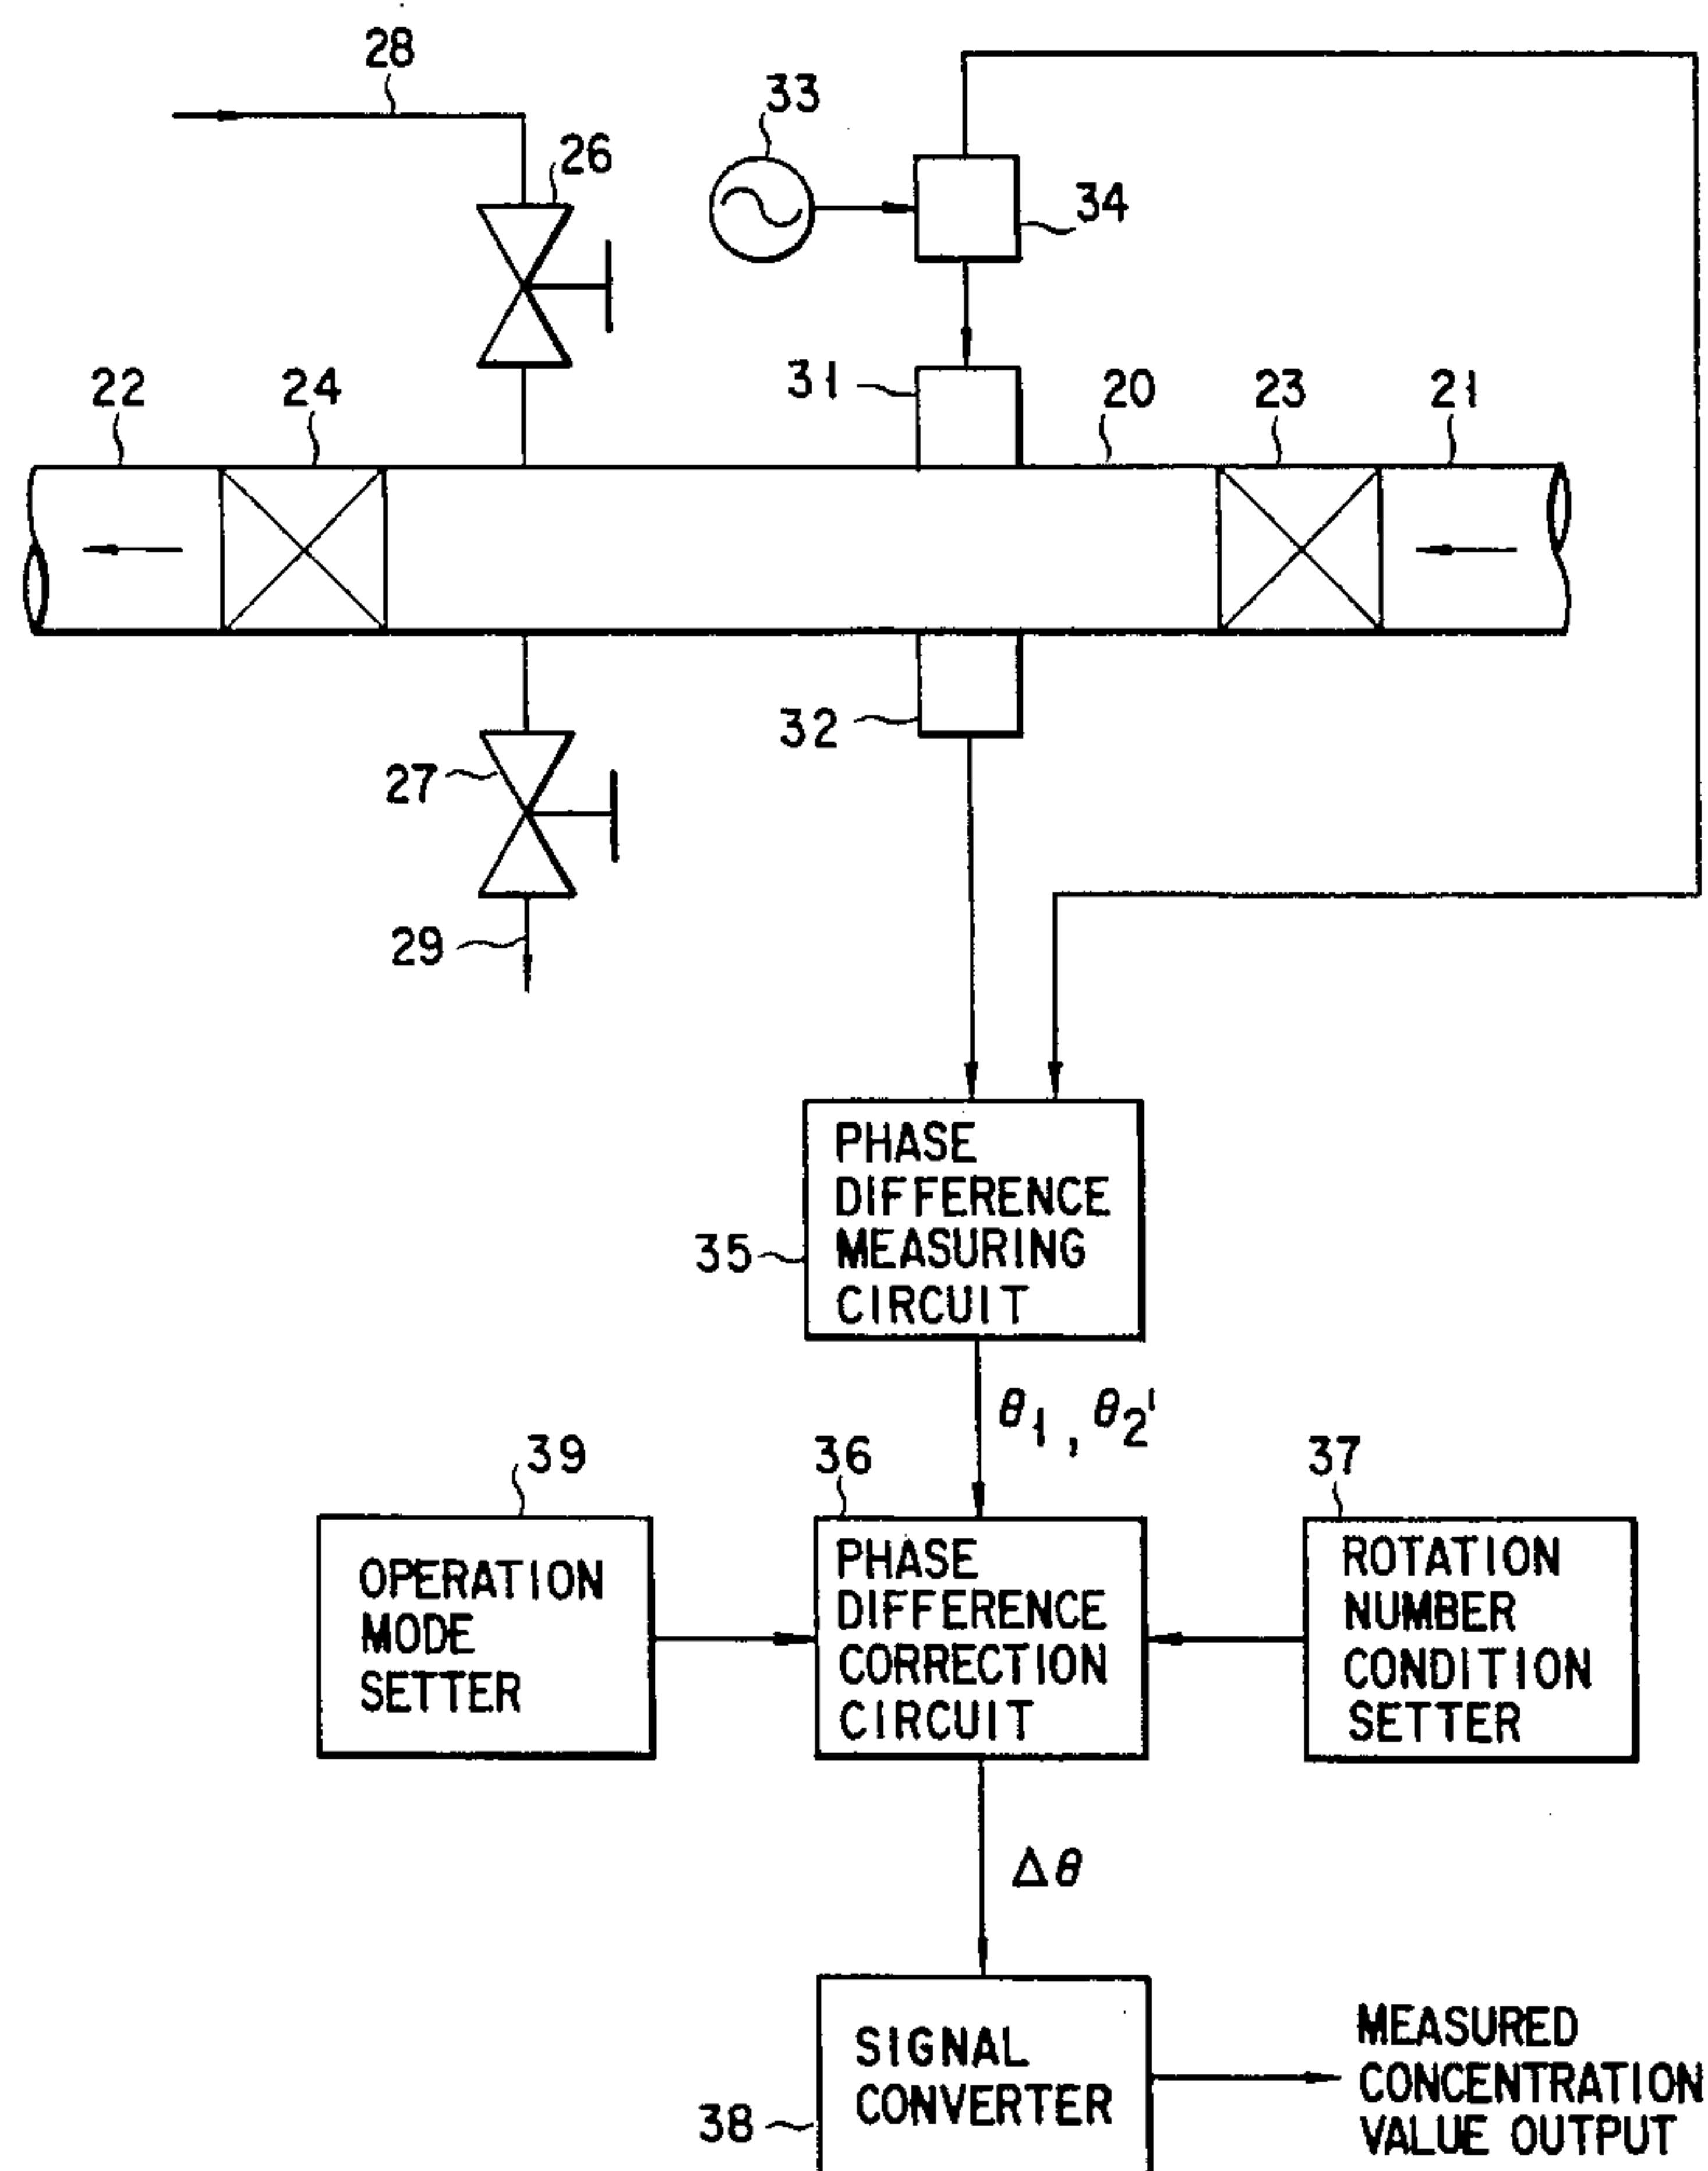 28
33
26
34
31
22
24
20
23
21
32
27
29
PHASE
DIFFERENCE
MEASURING
CIRCUIT
35
θ1, θ2'
39
36
37
OPERATION
MODE
SETTER
PHASE
DIFFERENCE
CORRECTION
CIRCUIT
ROTATION
NUMBER
CONDITION
SETTER
Δθ
SIGNAL
CONVERTER
38
MEASURED
CONCENTRATION
VALUE OUTPUT